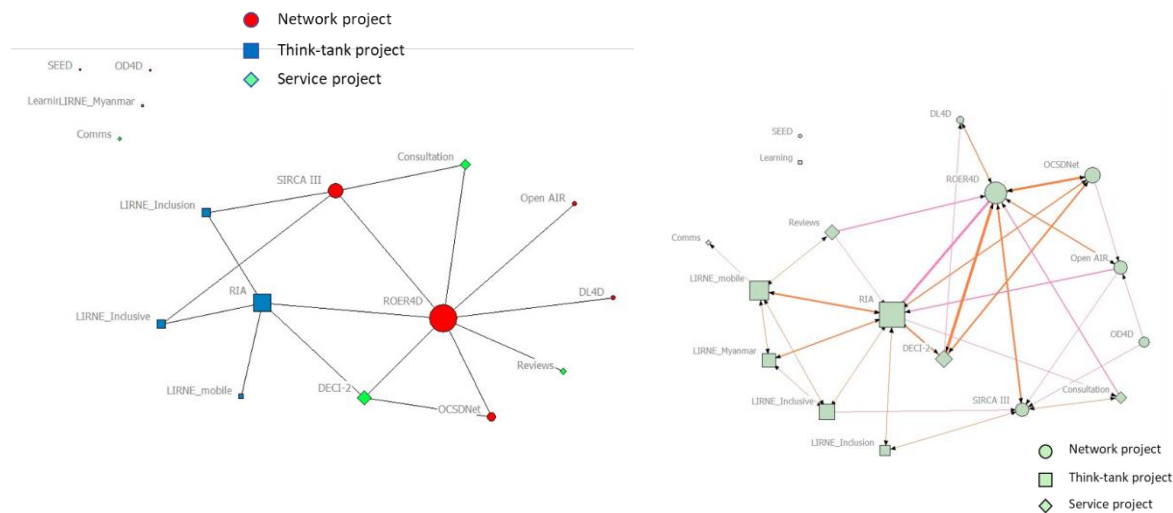 Network project
Think-tank project
Service project
SEED
OD4D
LIRNE_Myanmar
Comms
Consultation
SIRCA III
Open AIR
LIRNE_Inclusion
RIA
ROER4D
DL4D
LIRNE_Inclusive
Reviews
LIRNE_mobile
DECI-2
OCSDNet
DL4D
SEED
OCSDNet
Learning
ROER4D
Reviews
Comms
Open AIR
LIRNE_mobile
RIA
OD4D
LIRNE_Myanmar
DECI-2
Consultation
LIRNE_Inclusive
SIRCA III
LIRNE_Inclusion
Network project
Think-tank project
Service project